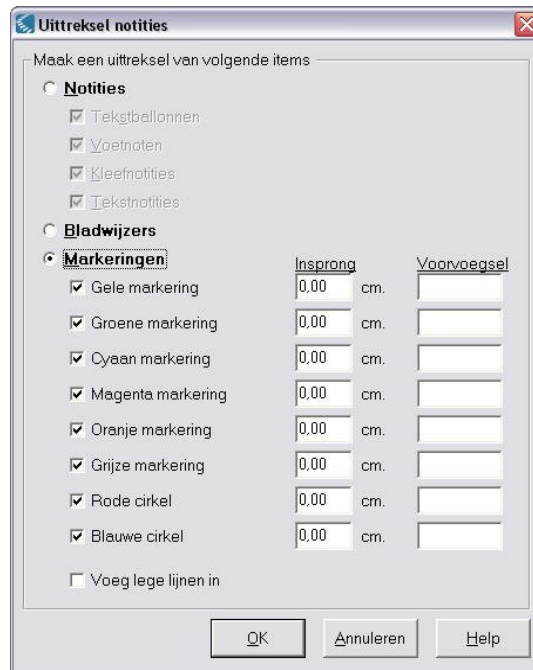 Uittreksel notities
Maak een uittreksel van volgende items
Notities
Tekstballonnen
Voetnoten
Kleefnotities
Tekstnotities
Bladwijzers
Markeringen Insprong Voorvoegsel
Gele markering 0,00 cm.
Groene markering 0,00 cm.
Cyaan markering 0,00 cm.
Magenta markering 0,00 cm.
Oranje markering 0,00 cm.
Grijze markering 0,00 cm.
Rode cirkel 0,00 cm.
Blauwe cirkel 0,00 cm.
Voeg lege lijnen in
OK Annuleren Help